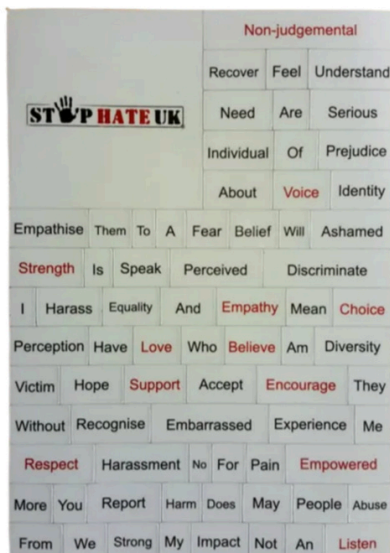 Non-judgemental
Recover Feel Understand
STOP HATE UK
Need Are Serious
Individual Of Prejudice
About Voice Identity
Empathise Them To A Fear Belief Will Ashamed
Strength Is Speak Perceived Discriminate
I Harass Equality And Empathy Mean Choice
Perception Have Love Who Believe Am Diversity
Victim Hope Support Accept Encourage They
Without Recognise Embarrassed Experience Me
Respect Harassment No For Pain Empowered
More You Report Harm Does May People Abuse
From We Strong My Impact Not An Listen